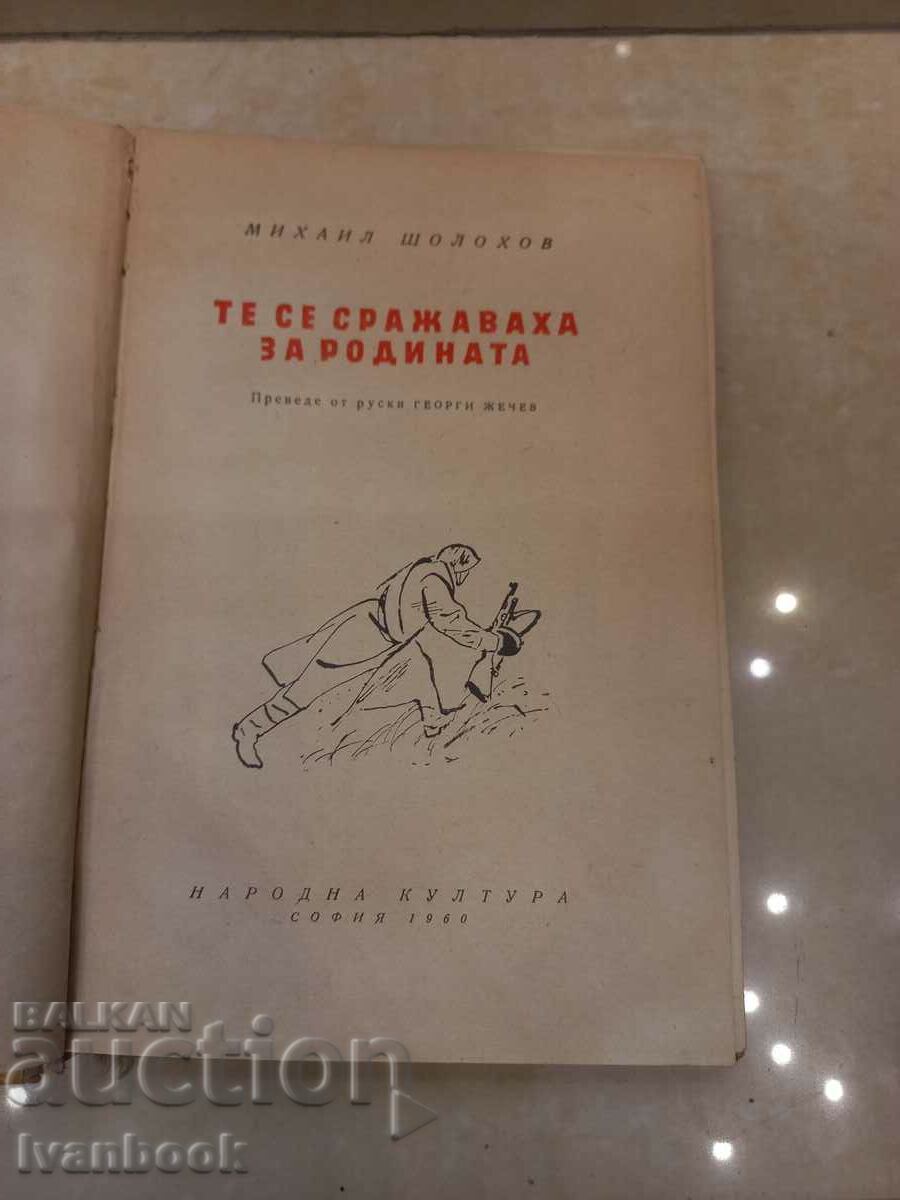 МИХАИЛ ШОЛОХОВ
ТЕ СЕ СРАЖАВАХА
ЗА РОДИНАТА
Преведе от руски ГЕОРГИ ЖЕЧЕВ
НАРОДНА КУЛТУРА
СОФИЯ 1960
BALKAN
auction
Ivanbook